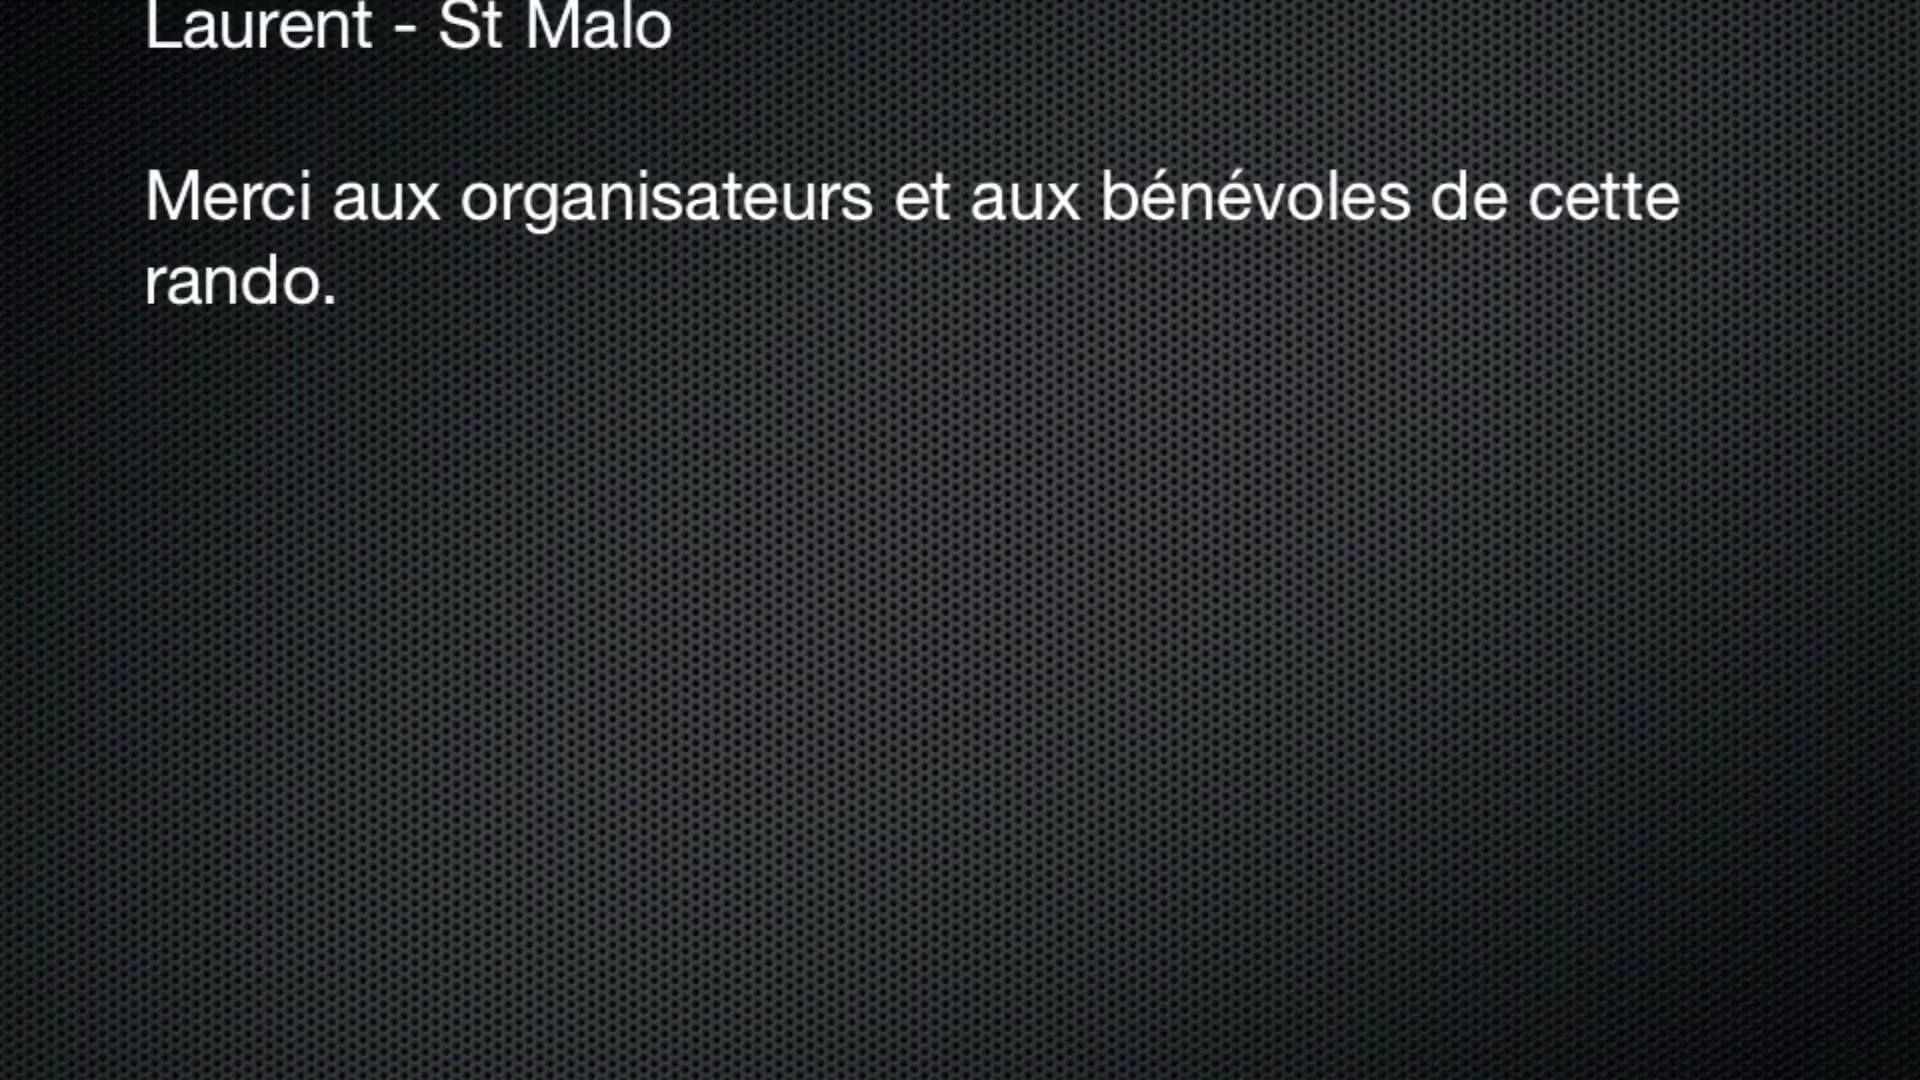 Laurent - St Malo
Merci aux organisateurs et aux bénévoles de cette
rando.